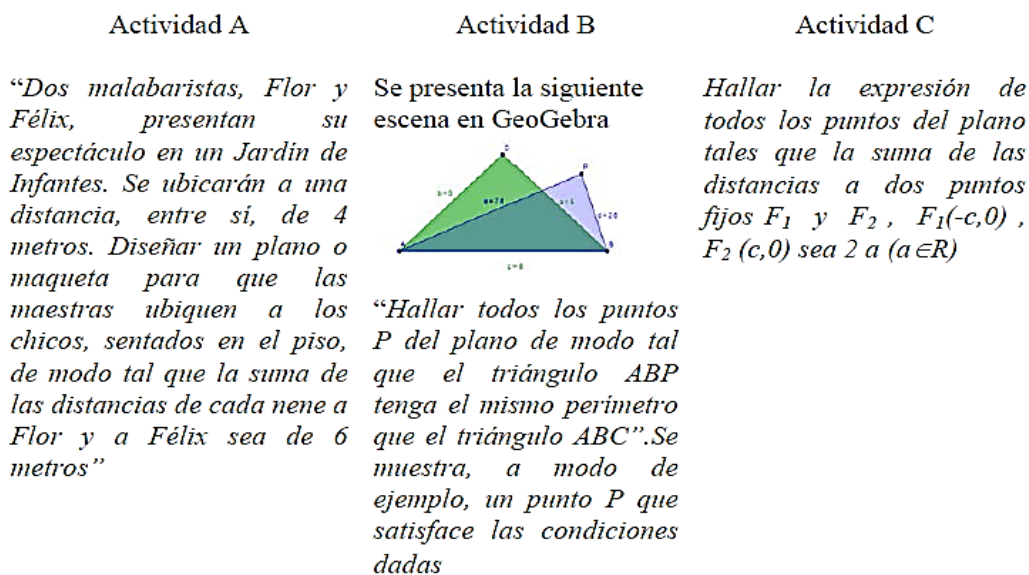 Actividad A
“Dos malabaristas, Flor y
Félix, presentan su
espectáculo en un Jardín de
Infantes. Se ubicarán a una
distancia, entre sí, de 4
metros. Diseñar un plano o
maqueta para que las
maestras ubiquen a los
chicos, sentados en el piso,
de modo tal que la suma de
las distancias de cada nene a
Flor y a Félix sea de 6
metros”
Actividad B
Se presenta la siguiente
escena en GeoGebra
C
P
A
B
“Hallar todos los puntos
P del plano de modo tal
que el triángulo ABP
tenga el mismo perímetro
que el triángulo ABC”.Se
muestra, a modo de
ejemplo, un punto P que
satisface las condiciones
dadas
Actividad C
Hallar la expresión de
todos los puntos del plano
tales que la suma de las
distancias a dos puntos
fijos F₁ y F₂ , F₁(-c,0) ,
F₂ (c,0) sea 2 a (a∈R)